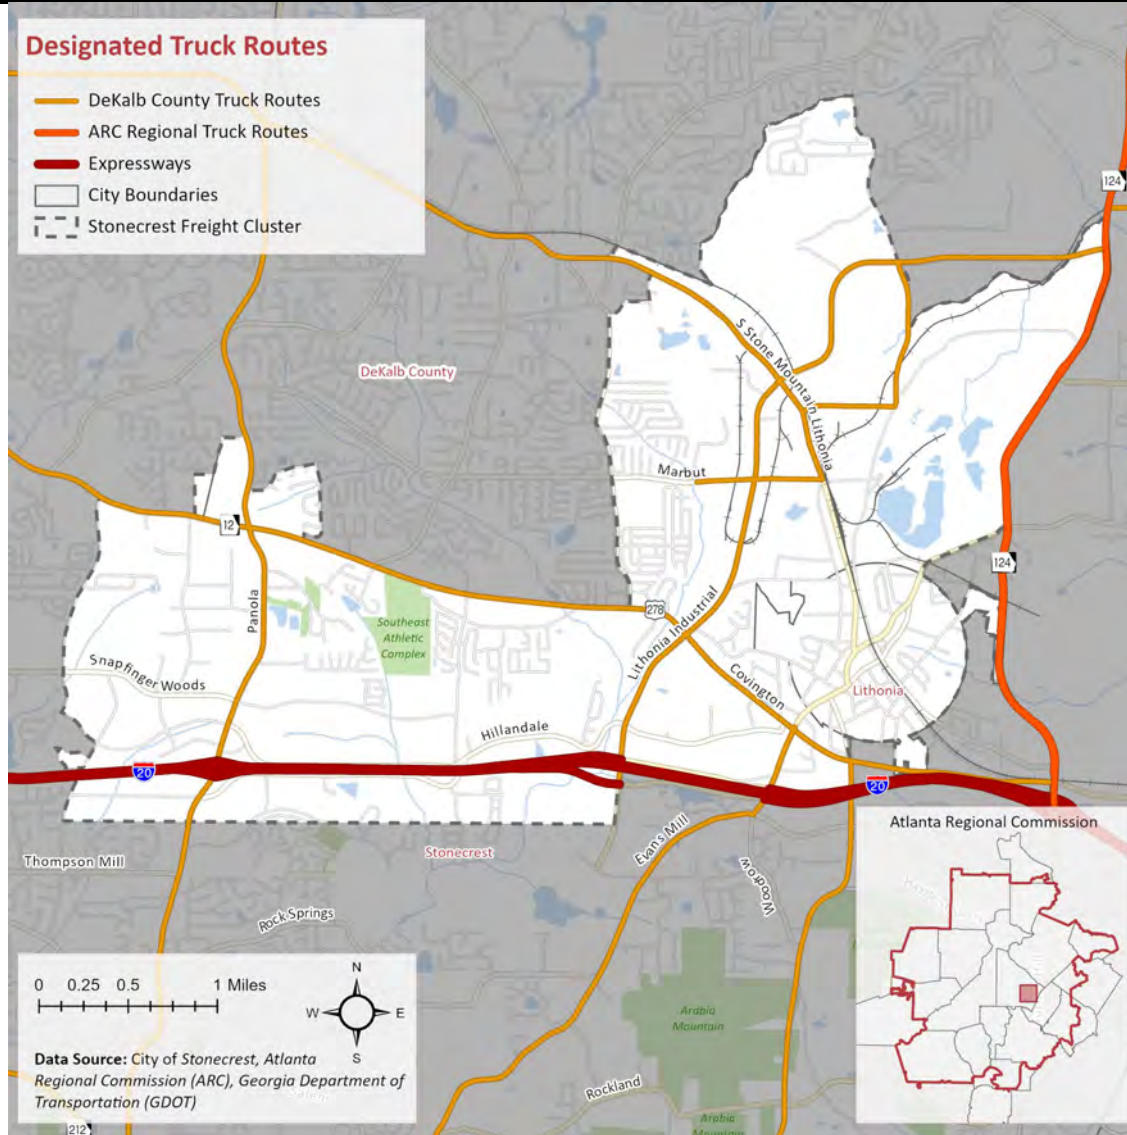 Designated Truck Routes
DeKalb County Truck Routes
ARC Regional Truck Routes
Expressways
City Boundaries
Stonecrest Freight Cluster
124
DeKalb County
S Stone Mountain Lithonia
Marbut
12
124
278
Panola
Southeast
Athletic
Complex
Lithonia Industrial
Snapfinger Woods
Covington
Lithonia
Hillandale
20
20
Thompson Mill
Stonecrest
Evans Mill
Woodrow
Rock Springs
Arabia
Mountain
Rockland
Arabia
Mountain
212
Atlanta Regional Commission
0 0.25 0.5 1 Miles
N
W E
S
Data Source: City of Stonecrest, Atlanta
Regional Commission (ARC), Georgia Department of
Transportation (GDOT)